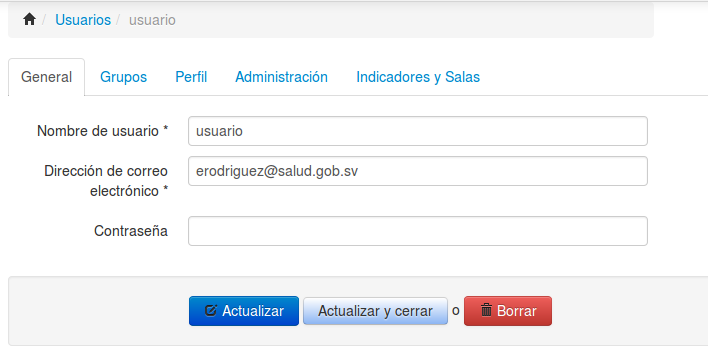 / Usuarios / usuario
General Grupos Perfil Administración Indicadores y Salas
Nombre de usuario * usuario
Dirección de correo electrónico * erodriguez@salud.gob.sv
Contraseña
Actualizar Actualizar y cerrar o Borrar